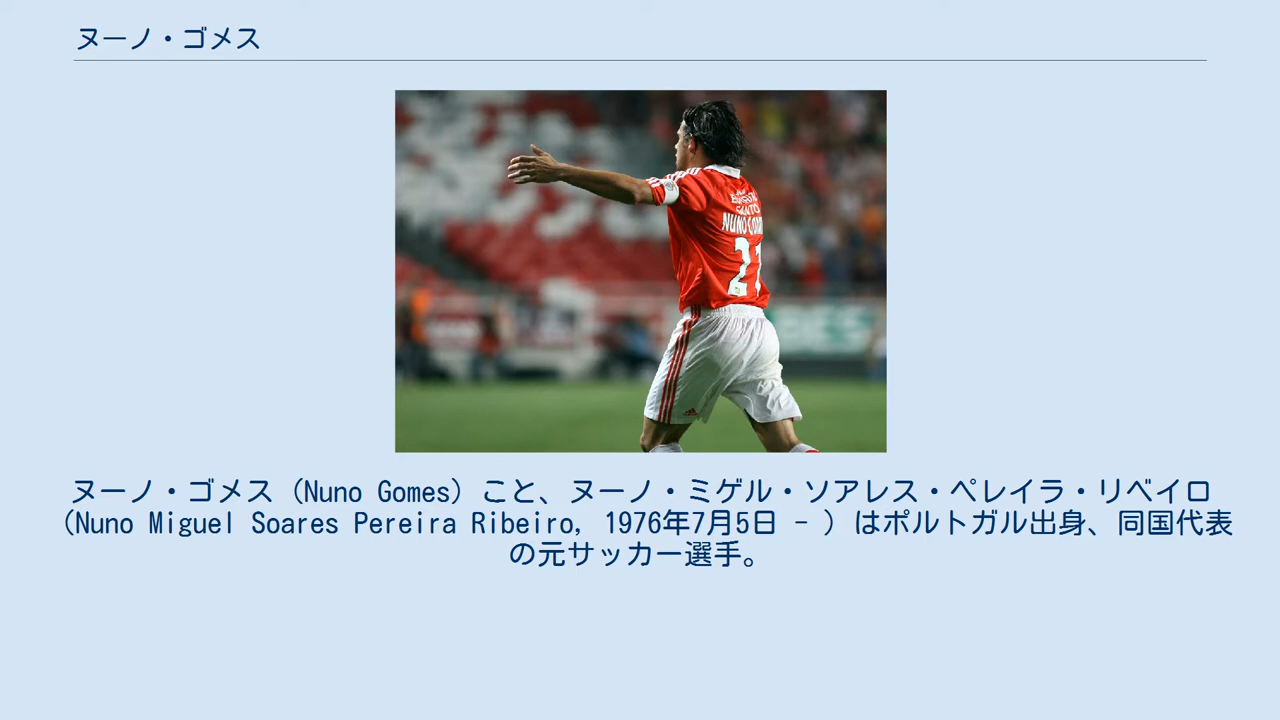 ヌーノ・ゴメス
NUNO GOM
21
ヌーノ・ゴメス（Nuno Gomes）こと、ヌーノ・ミゲル・ソアレス・ペレイラ・リベイロ
（Nuno Miguel Soares Pereira Ribeiro, 1976年7月5日 - ）はポルトガル出身、同国代表
の元サッカー選手。